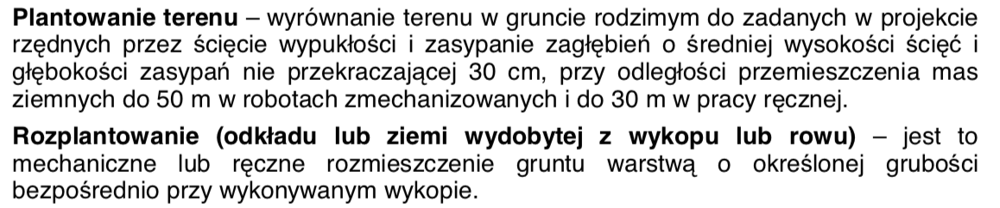 Plantowanie terenu – wyrównanie terenu w gruncie rodzimym do zadanych w projekcie
rzędnych przez ścięcie wypukłości i zasypanie zagłębień o średniej wysokości ścięć i
głębokości zasypań nie przekraczającej 30 cm, przy odległości przemieszczenia mas
ziemnych do 50 m w robotach zmechanizowanych i do 30 m w pracy ręcznej.
Rozplantowanie (odkładu lub ziemi wydobytej z wykopu lub rowu) – jest to
mechaniczne lub ręczne rozmieszczenie gruntu warstwą o określonej grubości
bezpośrednio przy wykonywanym wykopie.